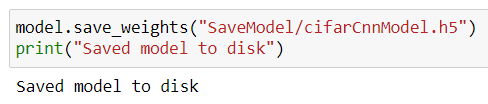 model.save_weights("SaveModel/cifarCnnModel.h5")
print("Saved model to disk")
Saved model to disk